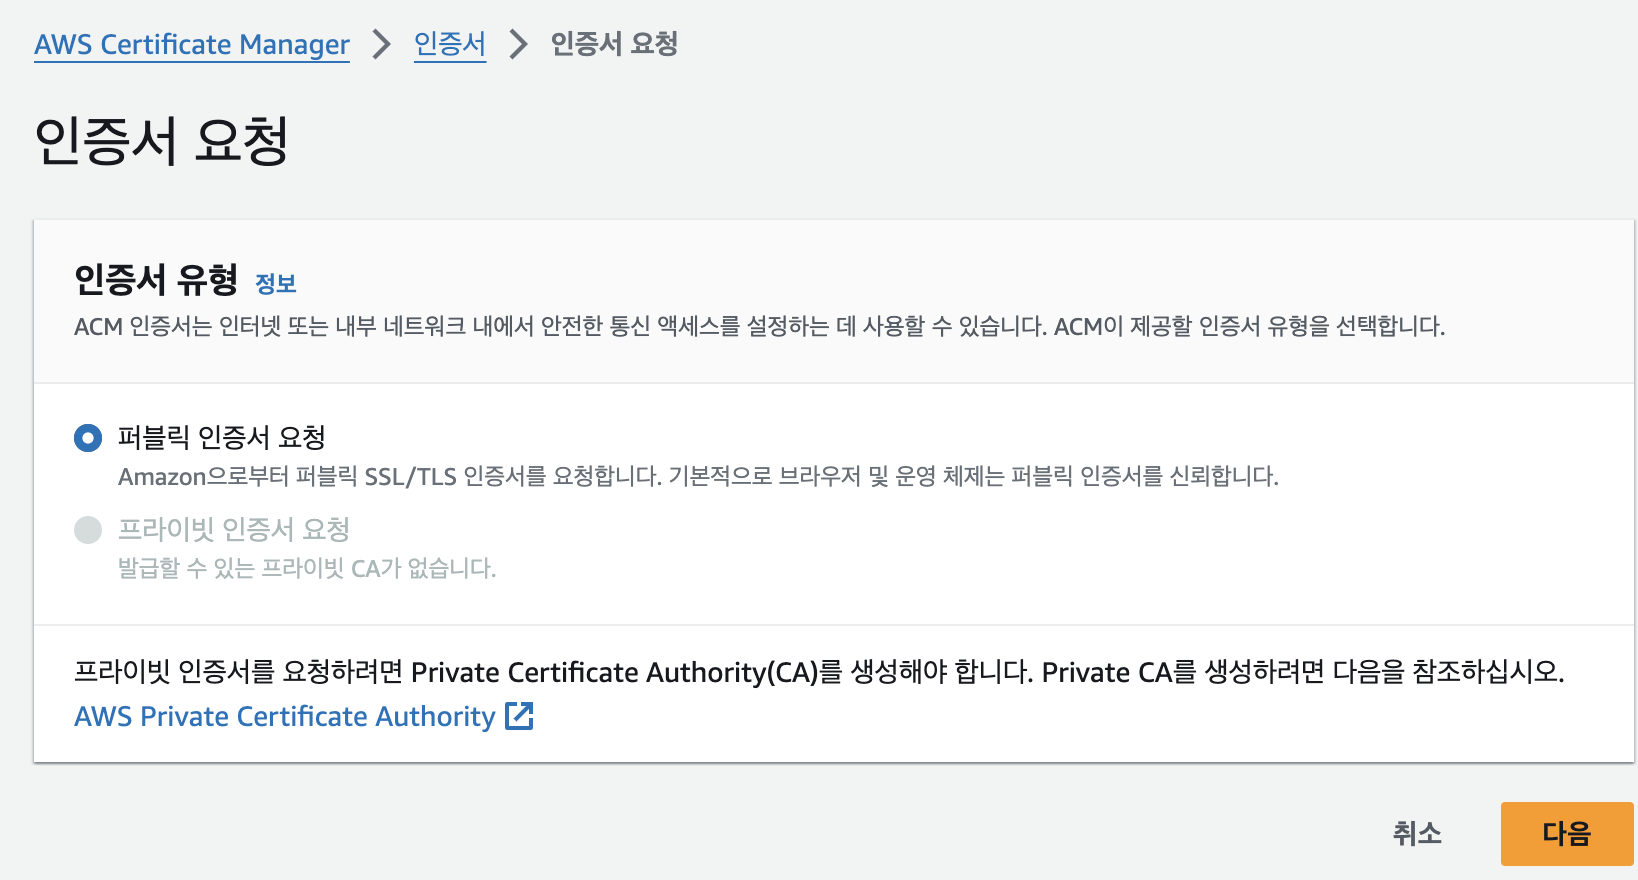 AWS Certificate Manager > 인증서 > 인증서 요청
인증서 요청
인증서 유형 정보
ACM 인증서는 인터넷 또는 내부 네트워크 내에서 안전한 통신 액세스를 설정하는 데 사용할 수 있습니다. ACM이 제공할 인증서 유형을 선택합니다.
퍼블릭 인증서 요청
Amazon으로부터 퍼블릭 SSL/TLS 인증서를 요청합니다. 기본적으로 브라우저 및 운영 체제는 퍼블릭 인증서를 신뢰합니다.
프라이빗 인증서 요청
발급할 수 있는 프라이빗 CA가 없습니다.
프라이빗 인증서를 요청하려면 Private Certificate Authority(CA)를 생성해야 합니다. Private CA를 생성하려면 다음을 참조하십시오.
AWS Private Certificate Authority
취소 다음